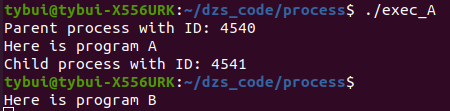 tybui@tybui-X556URK:~/dzs_code/process$ ./exec_A
Parent process with ID: 4540
Here is program A
Child process with ID: 4541
tybui@tybui-X556URK:~/dzs_code/process$
Here is program B